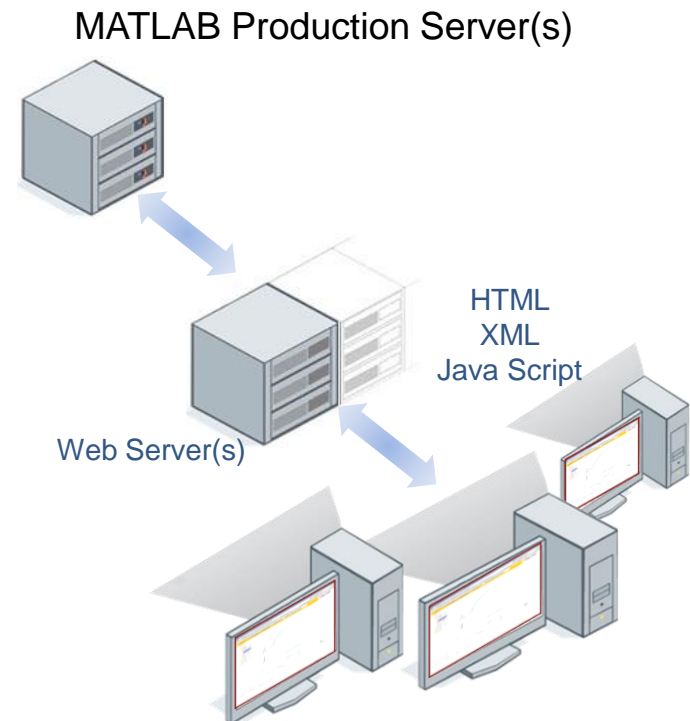 MATLAB Production Server(s)
HTML
XML
Java Script
Web Server(s)